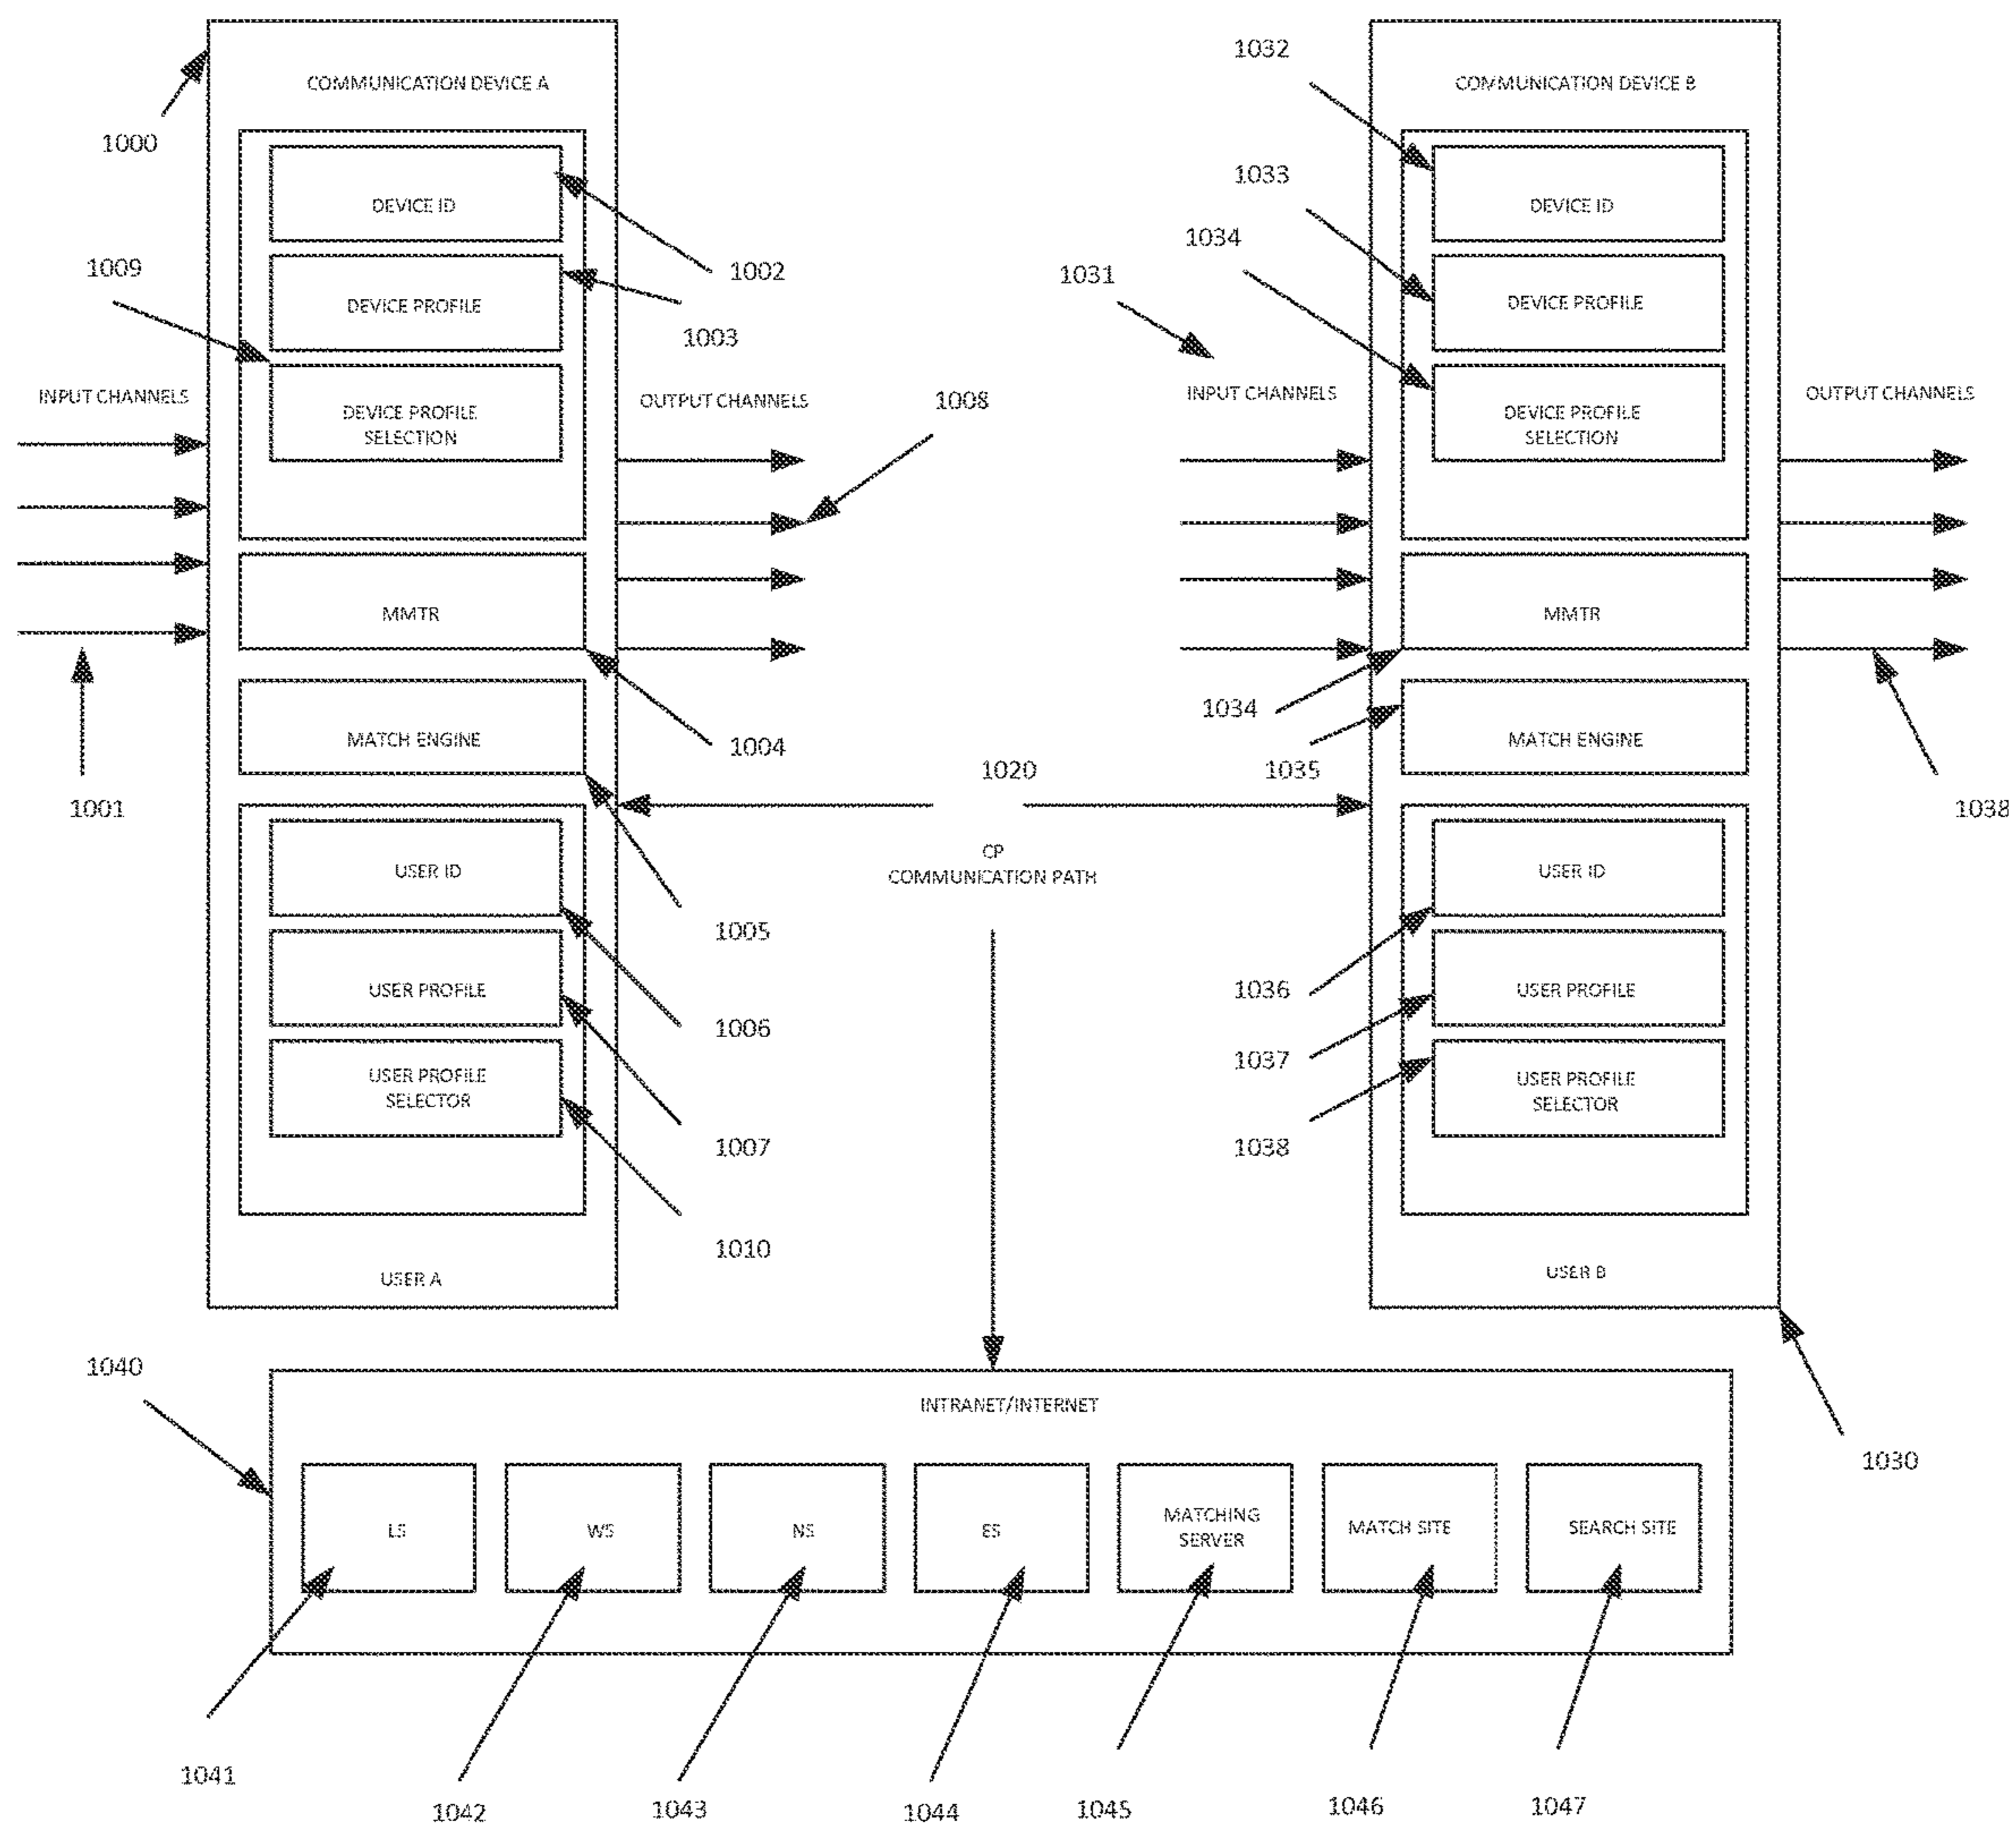 COMMUNICATION DEVICE A
1000
DEVICE ID
1002
DEVICE PROFILE
1003
1009
DEVICE PROFILE
SELECTION
INPUT CHANNELS
OUTPUT CHANNELS
1008
MMTR
1004
1001
MATCH ENGINE
1005
USER ID
1006
USER PROFILE
1007
USER PROFILE
SELECTOR
1010
USER A
1020
CP
COMMUNICATION PATH
COMMUNICATION DEVICE B
1032
DEVICE ID
1033
DEVICE PROFILE
1034
DEVICE PROFILE
SELECTION
1031
INPUT CHANNELS
OUTPUT CHANNELS
MMTR
1034
1038
MATCH ENGINE
1035
USER ID
1036
USER PROFILE
1037
USER PROFILE
SELECTOR
1038
USER B
1030
1040
INTRANET/INTERNET
LS
WS
NS
ES
MATCHING
SERVER
MATCH SITE
SEARCH SITE
1041
1042
1043
1044
1045
1046
1047